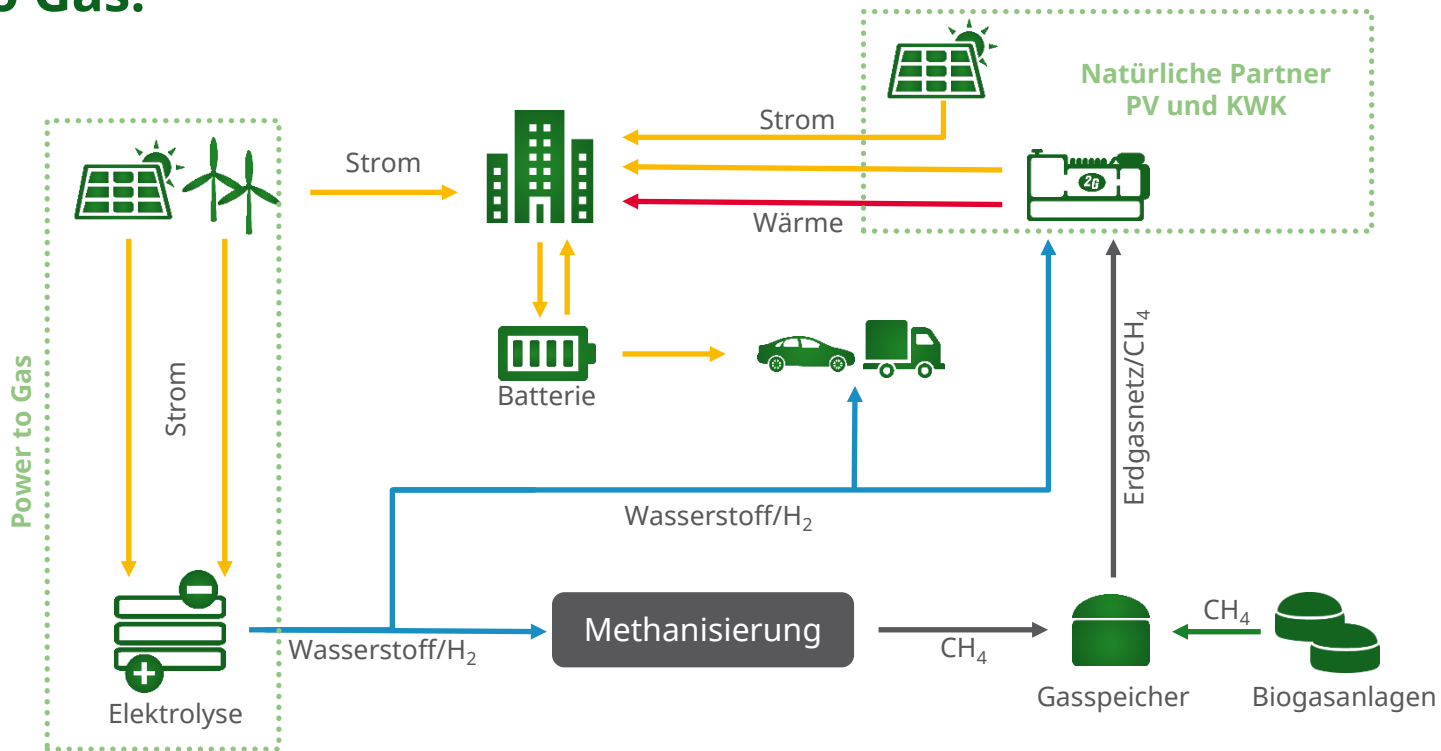 Gas.
Natürliche Partner
PV und KWK
Strom
Strom
2G
Wärme
Power to Gas
Strom
Batterie
Erdgasnetz/CH₄
Wasserstoff/H₂
Methanisierung
CH₄
Wasserstoff/H₂
CH₄
Gasspeicher
Biogasanlagen
Elektrolyse